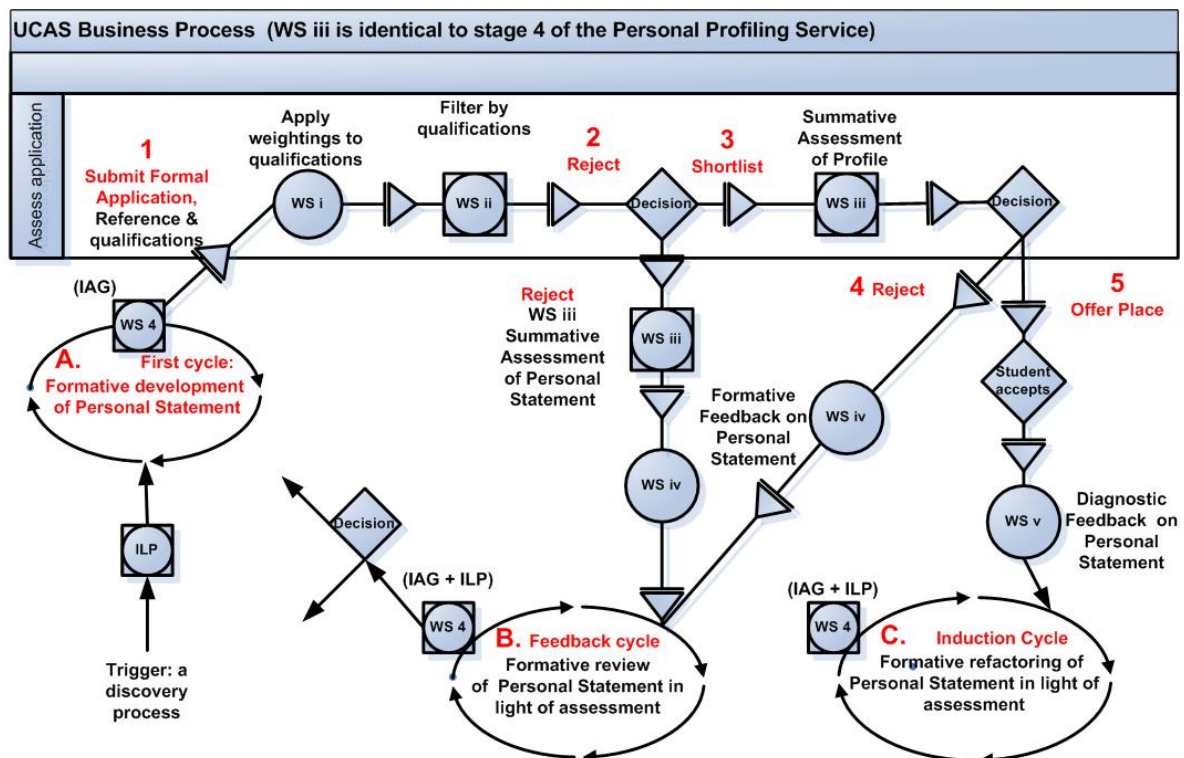 UCAS Business Process (WS iii is identical to stage 4 of the Personal Profiling Service)
Assess application
1
Submit Formal
Application,
Reference &
qualifications
Apply
weightings to
qualifications
WS i
Filter by
qualifications
WS ii
2
Reject
Decision
3
Shortlist
Summative
Assessment
of Profile
WS iii
Decision
(IAG)
WS 4
A.
First cycle:
Formative development
of Personal Statement
ILP
Trigger: a
discovery
process
Reject
WS iii
Summative
Assessment
of Personal
Statement
WS iii
WS iv
4 Reject
Formative
Feedback on
Personal
Statement
WS iv
5
Offer Place
Student
accepts
WS v
Diagnostic
Feedback on
Personal
Statement
Decision
(IAG + ILP)
WS 4
B. Feedback cycle
Formative review
of Personal Statement in
light of assessment
(IAG + ILP)
WS 4
C. Induction Cycle
Formative refactoring of
Personal Statement in light of
assessment